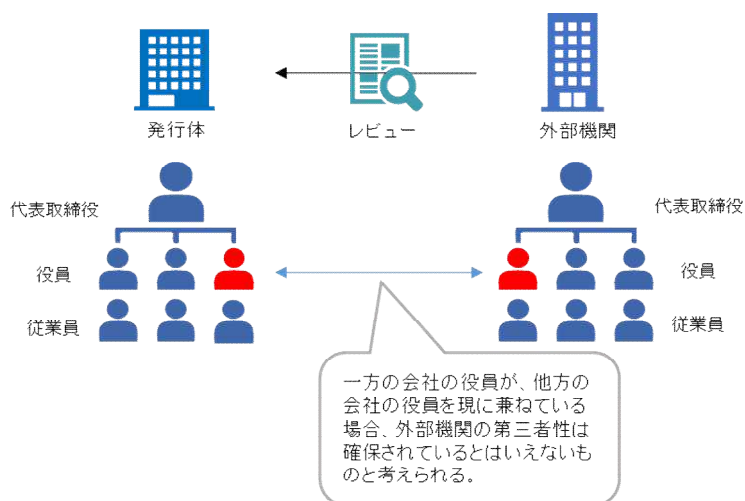 発行体
レビュー
外部機関
代表取締役
代表取締役
役員
役員
従業員
従業員
一方の会社の役員が、他方の
会社の役員を現に兼ねている
場合、外部機関の第三者性は
確保されているとはいえないも
のと考えられる。